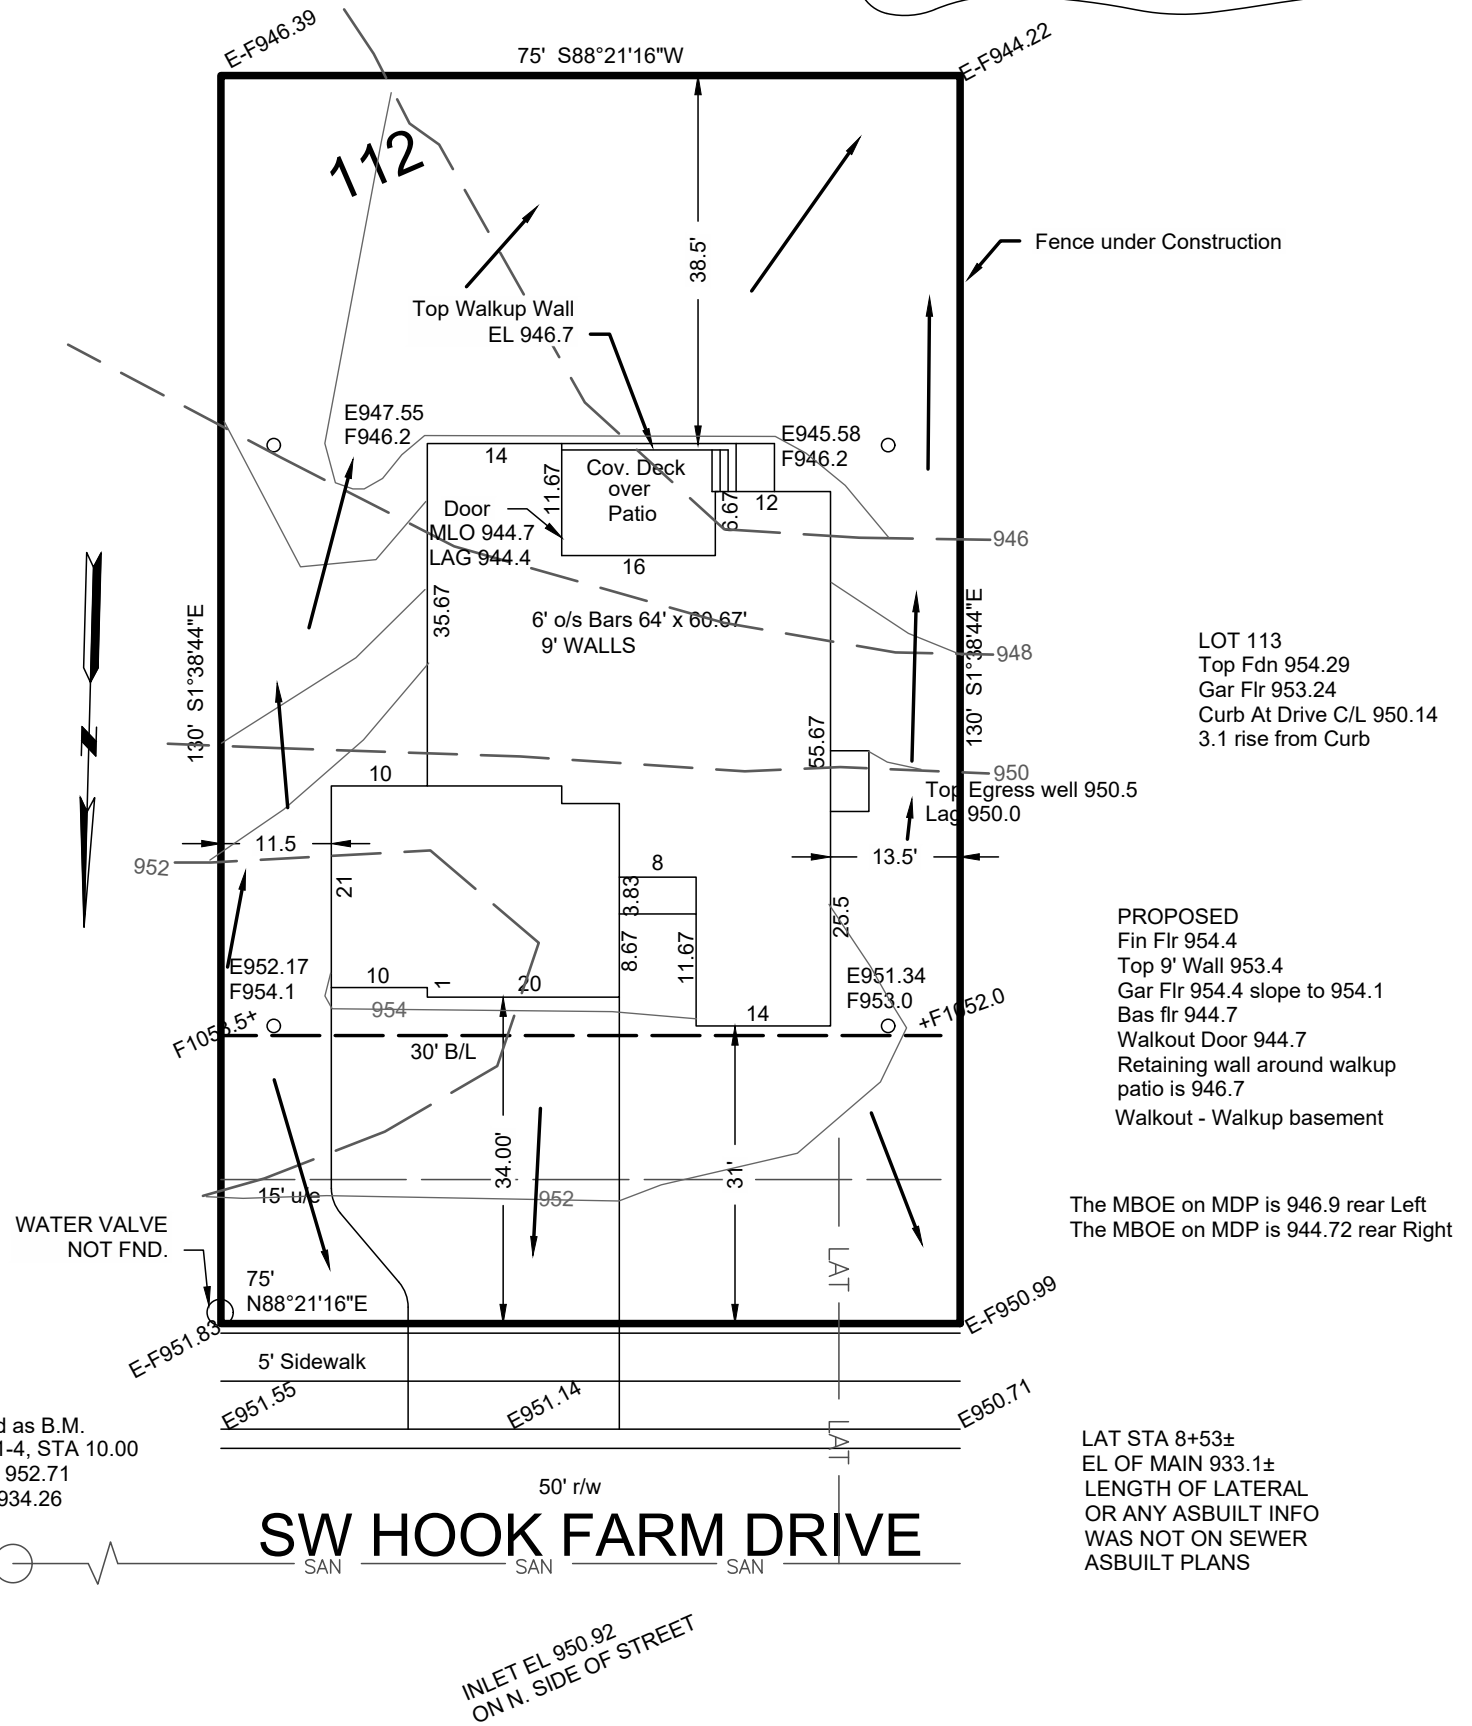 E-F946.39
75' S88°21'16"W
E-F944.22
112
38.5'
Fence under Construction
Top Walkup Wall
EL 946.7
E947.55
F946.2
E945.58
F946.2
14
11.67
Cov. Deck
over
Patio
6.67
12
Door
MLO 944.7
LAG 944.4
16
946
35.67
6' o/s Bars 64' x 60.67'
9' WALLS
948
130' S1°38'44"E
130' S1°38'44"E
N
LOT 113
Top Fdn 954.29
Gar Flr 953.24
Curb At Drive C/L 950.14
3.1 rise from Curb
55.67
10
950
Top Egress well 950.5
Lag 950.0
952
11.5
13.5'
8
21
3.83
25.5
8.67
11.67
PROPOSED
Fin Flr 954.4
Top 9' Wall 953.4
Gar Flr 954.4 slope to 954.1
Bas flr 944.7
Walkout Door 944.7
Retaining wall around walkup
patio is 946.7
Walkout - Walkup basement
E952.17
F954.1
10
1
20
E951.34
F953.0
954
14
F1053.5+
+F1052.0
30' B/L
34.00'
31'
15' u/e
952
The MBOE on MDP is 946.9 rear Left
The MBOE on MDP is 944.72 rear Right
WATER VALVE
NOT FND.
LAT
75'
N88°21'16"E
E-F951.83
E-F950.99
5' Sidewalk
E951.55
E951.14
E950.71
d as B.M.
1-4, STA 10.00
952.71
934.26
LAT
LAT STA 8+53±
EL OF MAIN 933.1±
LENGTH OF LATERAL
OR ANY ASBUILT INFO
WAS NOT ON SEWER
ASBUILT PLANS
50' r/w
SW HOOK FARM DRIVE
SAN SAN SAN
INLET EL 950.92
ON N. SIDE OF STREET